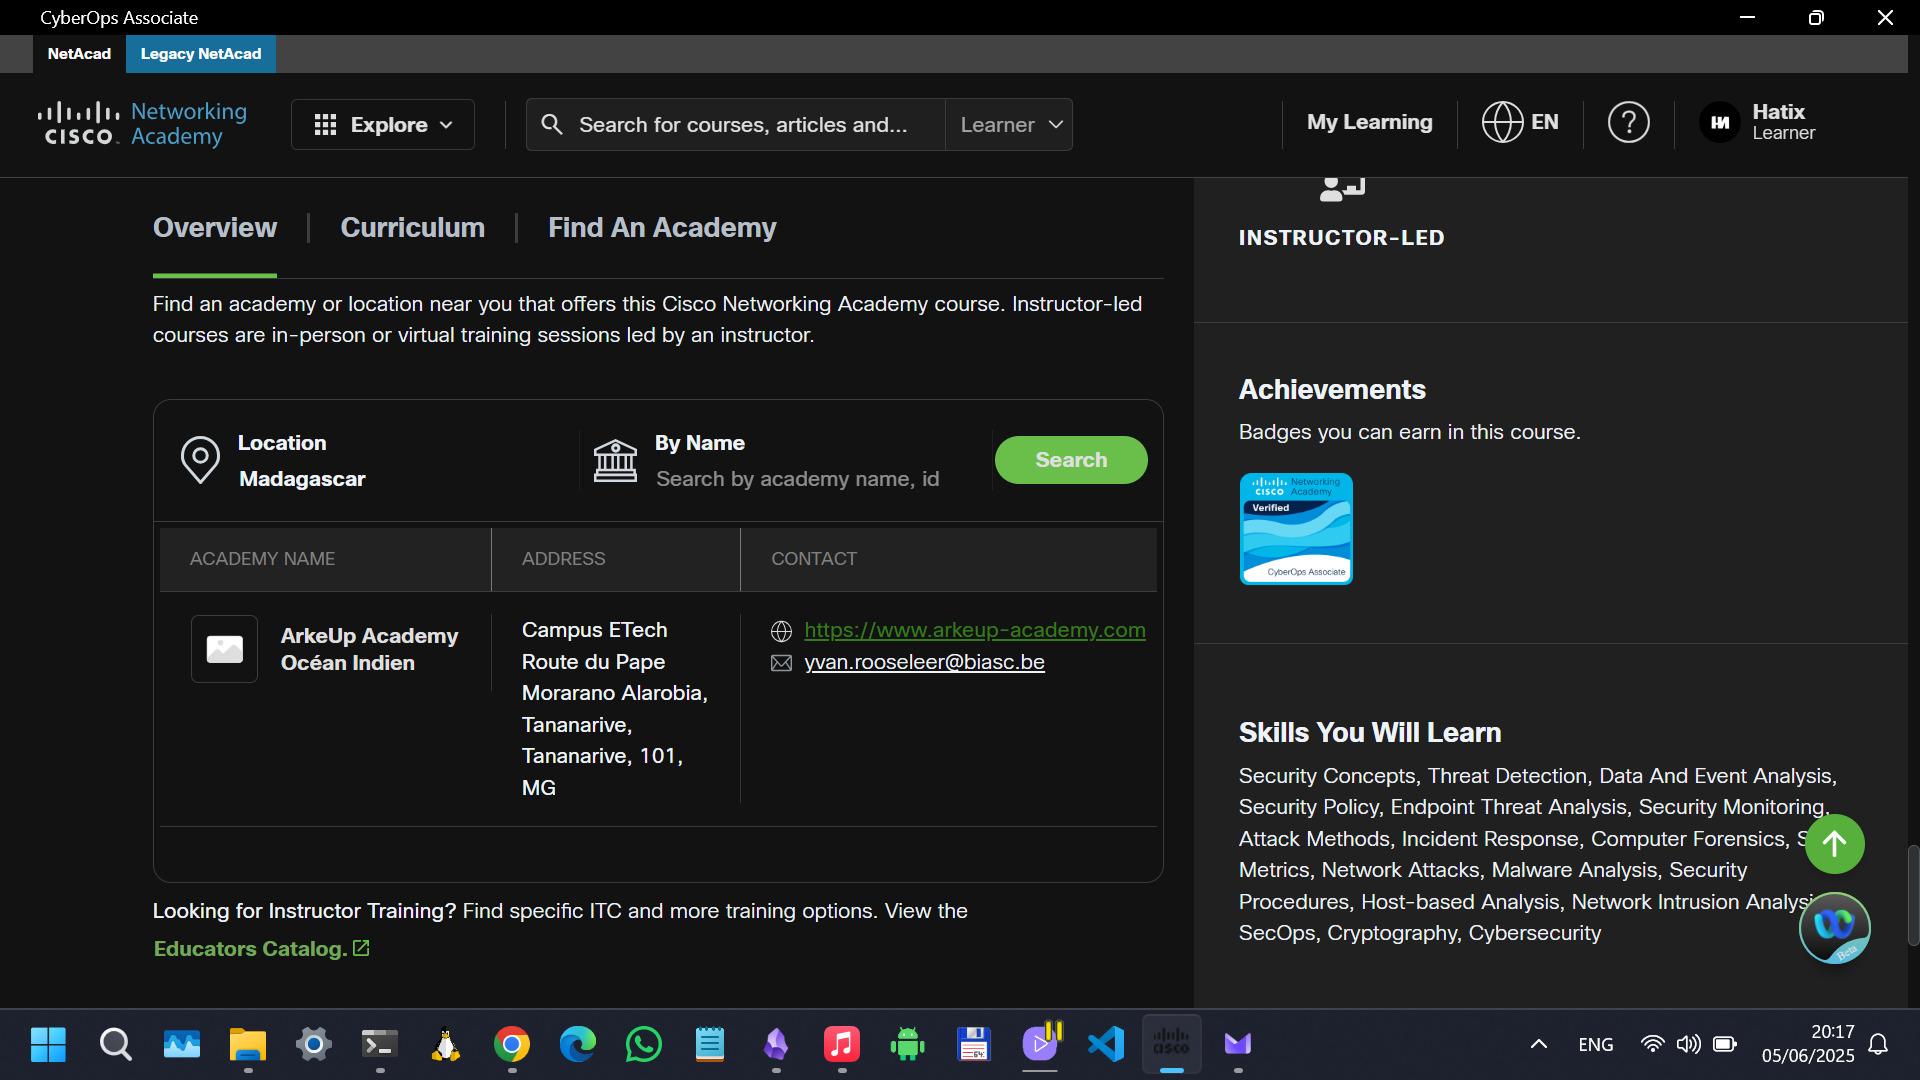 CyberOps Associate
NetAcad
Legacy NetAcad
CISCO Networking Academy
Explore
Search for courses, articles and...
Learner
My Learning
EN
Hatix
Learner
Overview
Curriculum
Find An Academy
Find an academy or location near you that offers this Cisco Networking Academy course. Instructor-led
courses are in-person or virtual training sessions led by an instructor.
Location
Madagascar
By Name
Search by academy name, id
Search
ACADEMY NAME
ADDRESS
CONTACT
ArkeUp Academy
Océan Indien
Campus ETech
Route du Pape
Morarano Alarobia,
Tananarive,
Tananarive, 101,
MG
https://www.arkeup-academy.com
yvan.rooseleer@biasc.be
Looking for Instructor Training? Find specific ITC and more training options. View the
Educators Catalog.
INSTRUCTOR-LED
Achievements
Badges you can earn in this course.
CISCO Networking Academy
Verified
CyberOps Associate
Skills You Will Learn
Security Concepts, Threat Detection, Data And Event Analysis,
Security Policy, Endpoint Threat Analysis, Security Monitoring,
Attack Methods, Incident Response, Computer Forensics,
Metrics, Network Attacks, Malware Analysis, Security
Procedures, Host-based Analysis, Network Intrusion Analysi
SecOps, Cryptography, Cybersecurity
Beta
64
CISCO
ENG
20:17
05/06/2025